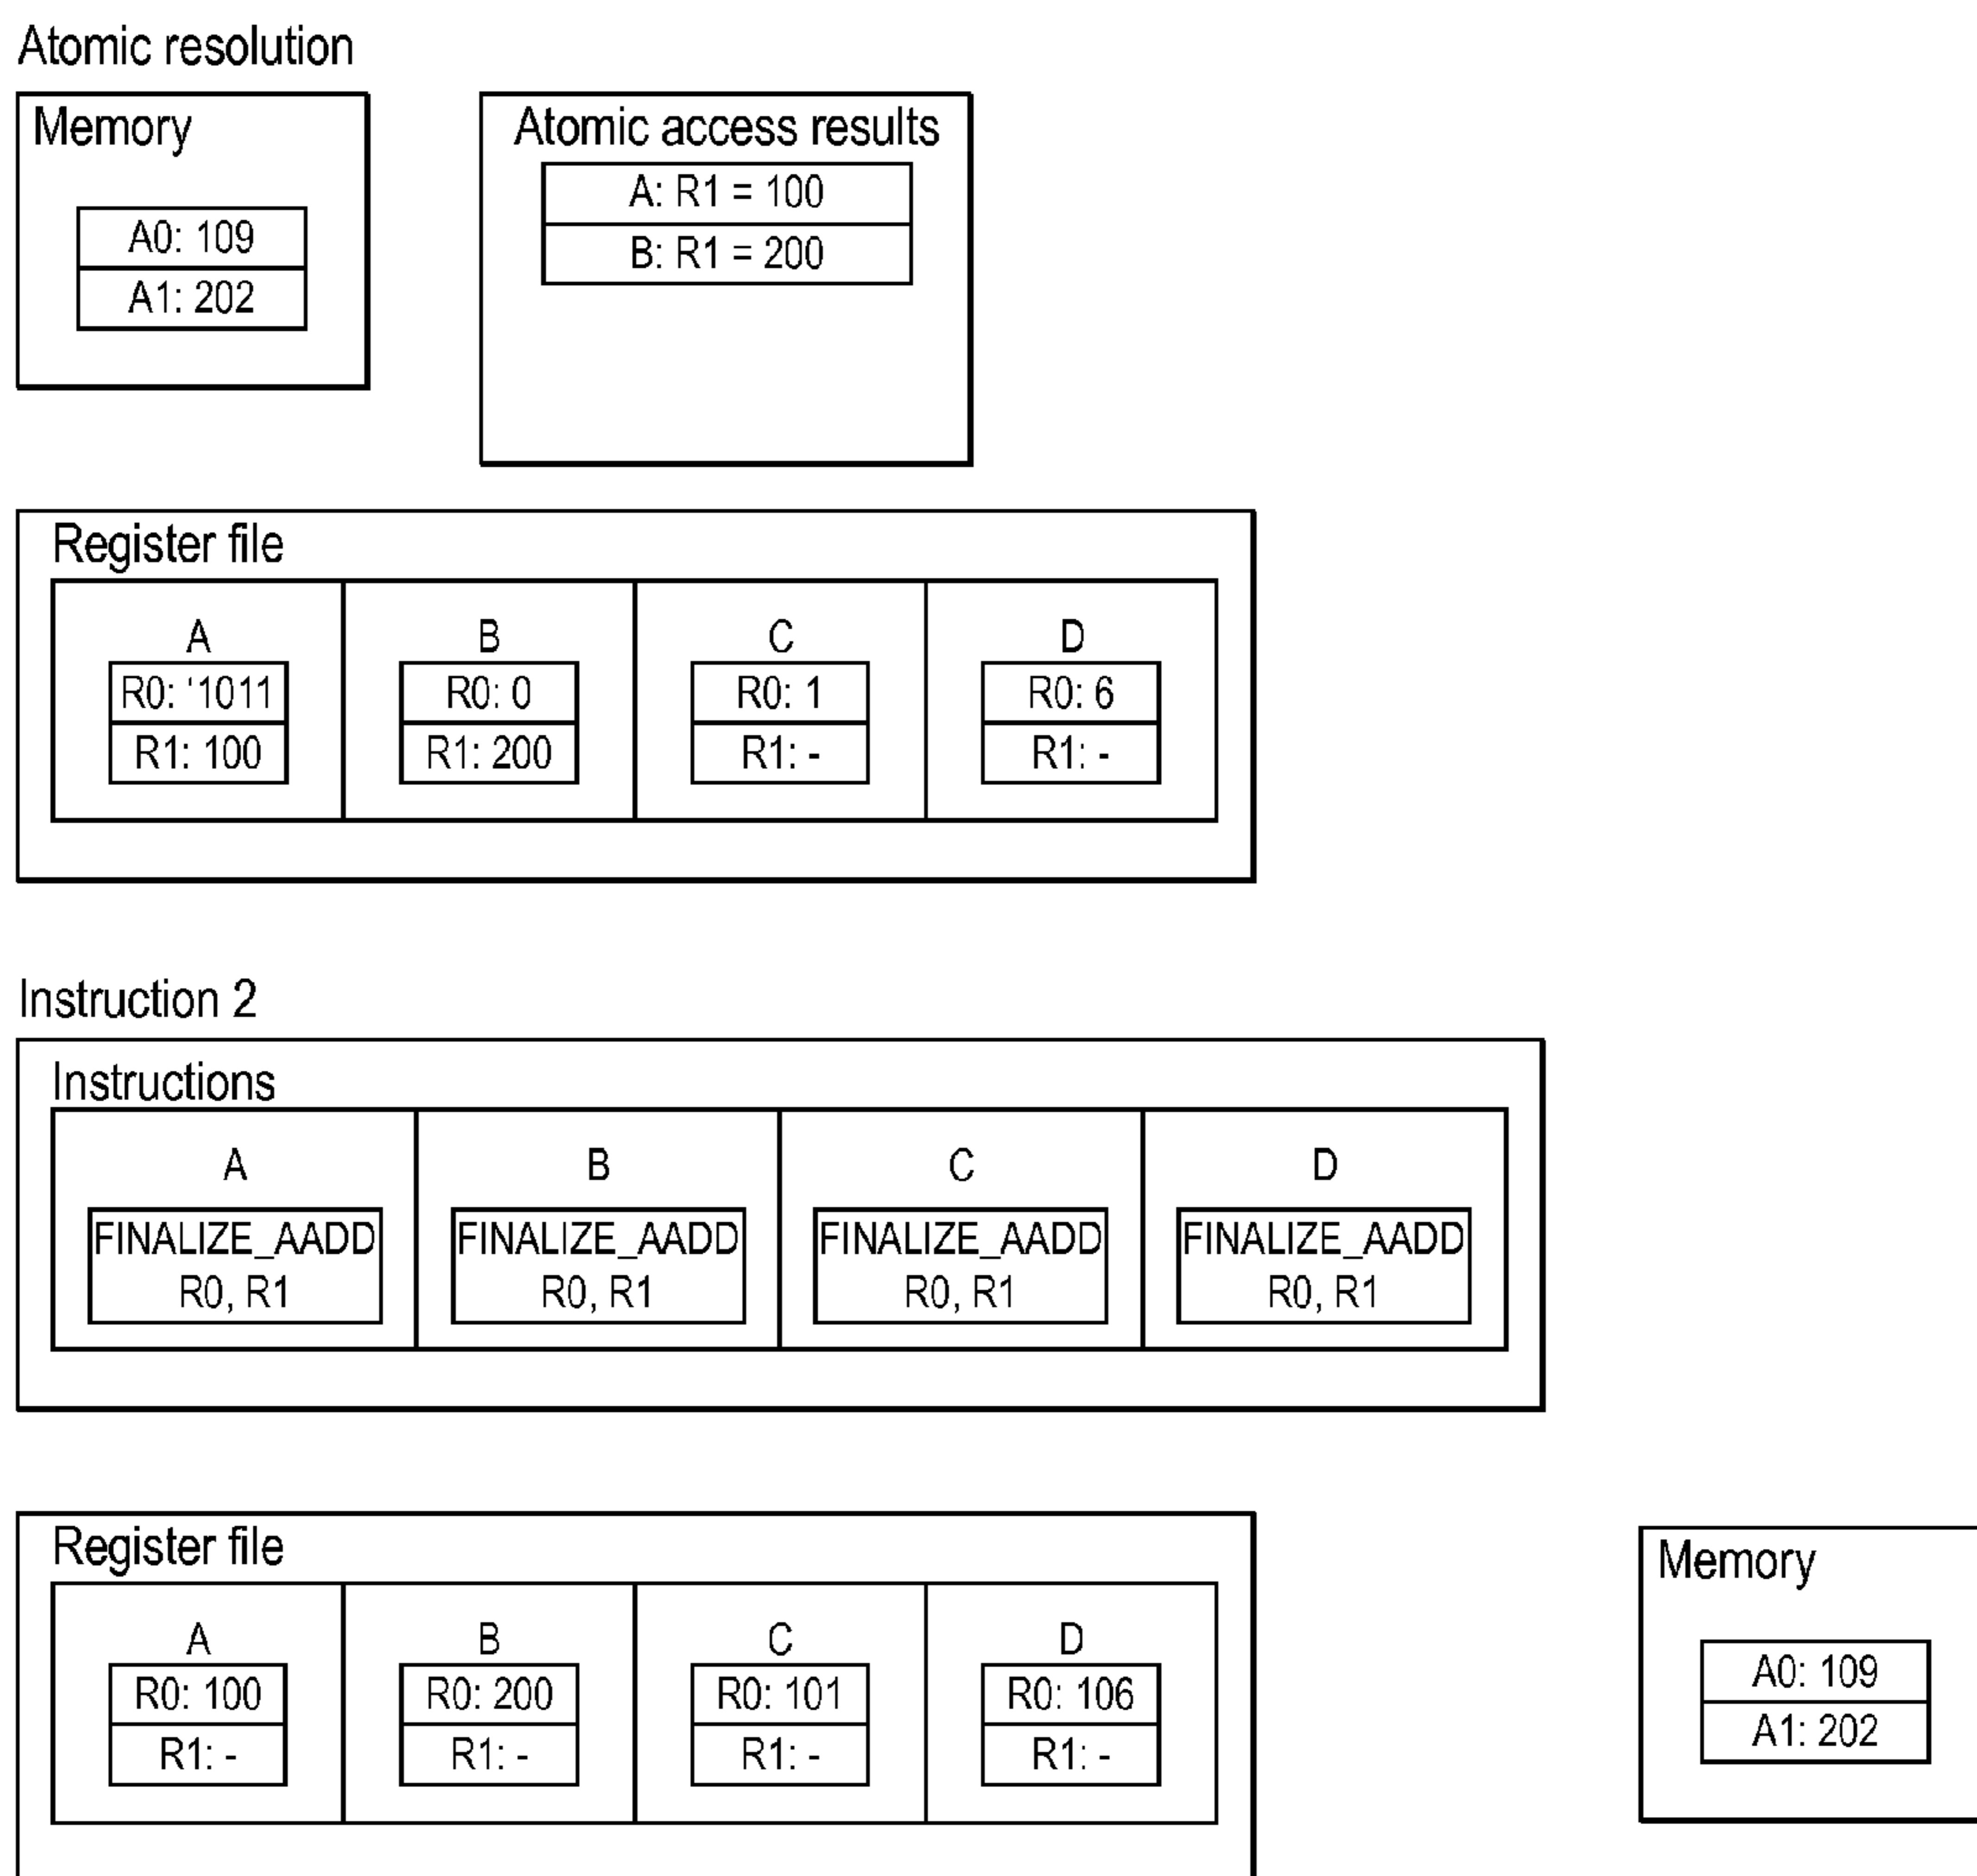 Atomic resolution
Memory
A0: 109
A1: 202
Atomic access results
A: R1 = 100
B: R1 = 200
Register file
A
R0: '1011
R1: 100
B
R0: 0
R1: 200
C
R0: 1
R1: -
D
R0: 6
R1: -
Instruction 2
Instructions
A
FINALIZE_AADD
R0, R1
B
FINALIZE_AADD
R0, R1
C
FINALIZE_AADD
R0, R1
D
FINALIZE_AADD
R0, R1
Register file
A
R0: 100
R1: -
B
R0: 200
R1: -
C
R0: 101
R1: -
D
R0: 106
R1: -
Memory
A0: 109
A1: 202